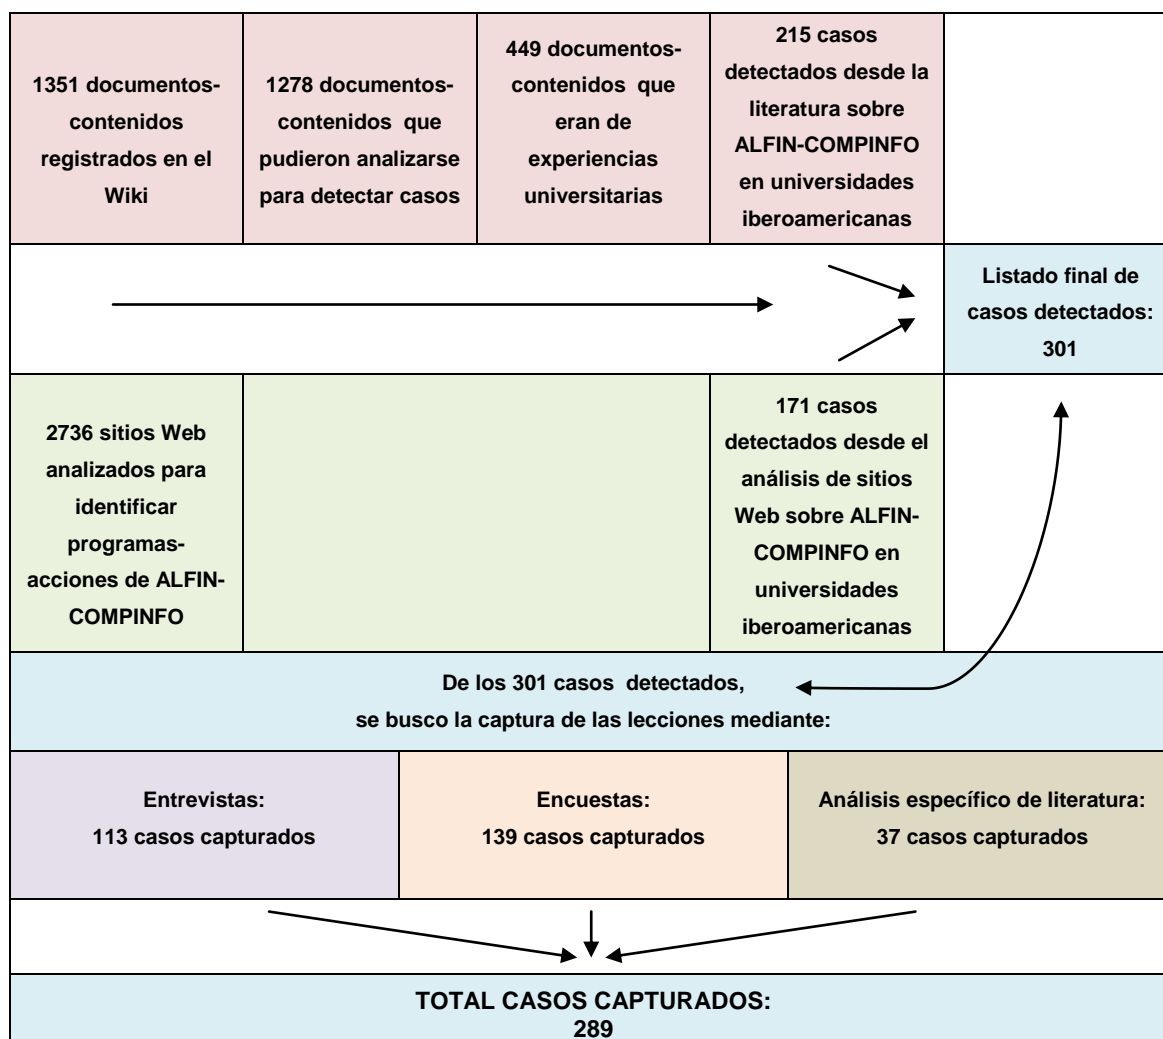 1351 documentos-
contenidos
registrados en el
Wiki
1278 documentos-
contenidos que
pudieron analizarse
para detectar casos
449 documentos-
contenidos que
eran de
experiencias
universitarias
215 casos
detectados desde la
literatura sobre
ALFIN-COMPINFO
en universidades
iberoamericanas
Listado final de
casos detectados:
301
2736 sitios Web
analizados para
identificar
programas-
acciones de ALFIN-
COMPINFO
171 casos
detectados desde el
análisis de sitios
Web sobre ALFIN-
COMPINFO en
universidades
iberoamericanas
De los 301 casos detectados,
se busco la captura de las lecciones mediante:
Entrevistas:
113 casos capturados
Encuestas:
139 casos capturados
Análisis específico de literatura:
37 casos capturados
TOTAL CASOS CAPTURADOS:
289